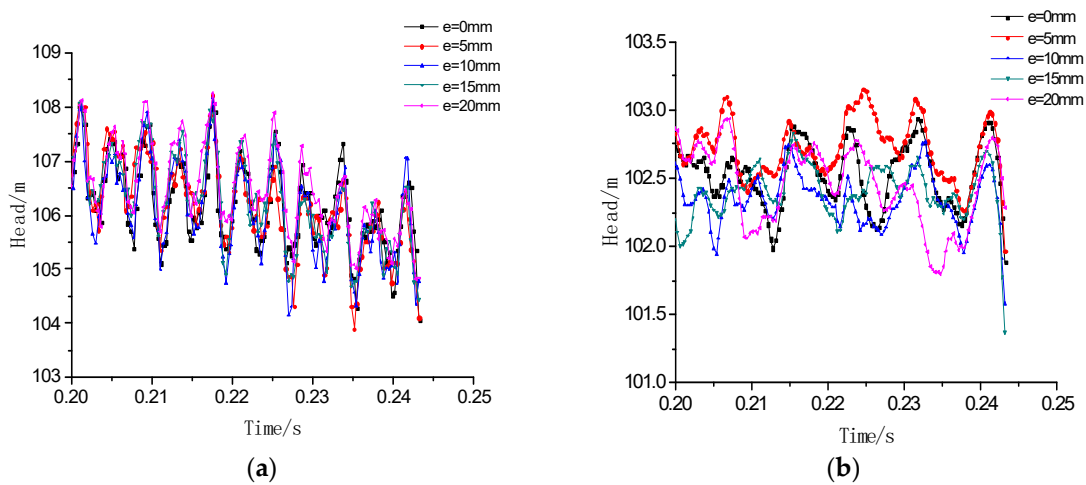 e=0mm
e=5mm
e=10mm
e=15mm
e=20mm
109
108
107
106
105
104
103
Head/m
0.20 0.21 0.22 0.23 0.24 0.25
Time/s
(a)
e=0mm
e=5mm
e=10mm
e=15mm
e=20mm
103.5
103.0
102.5
102.0
101.5
101.0
Head/m
0.20 0.21 0.22 0.23 0.24 0.25
Time/s
(b)